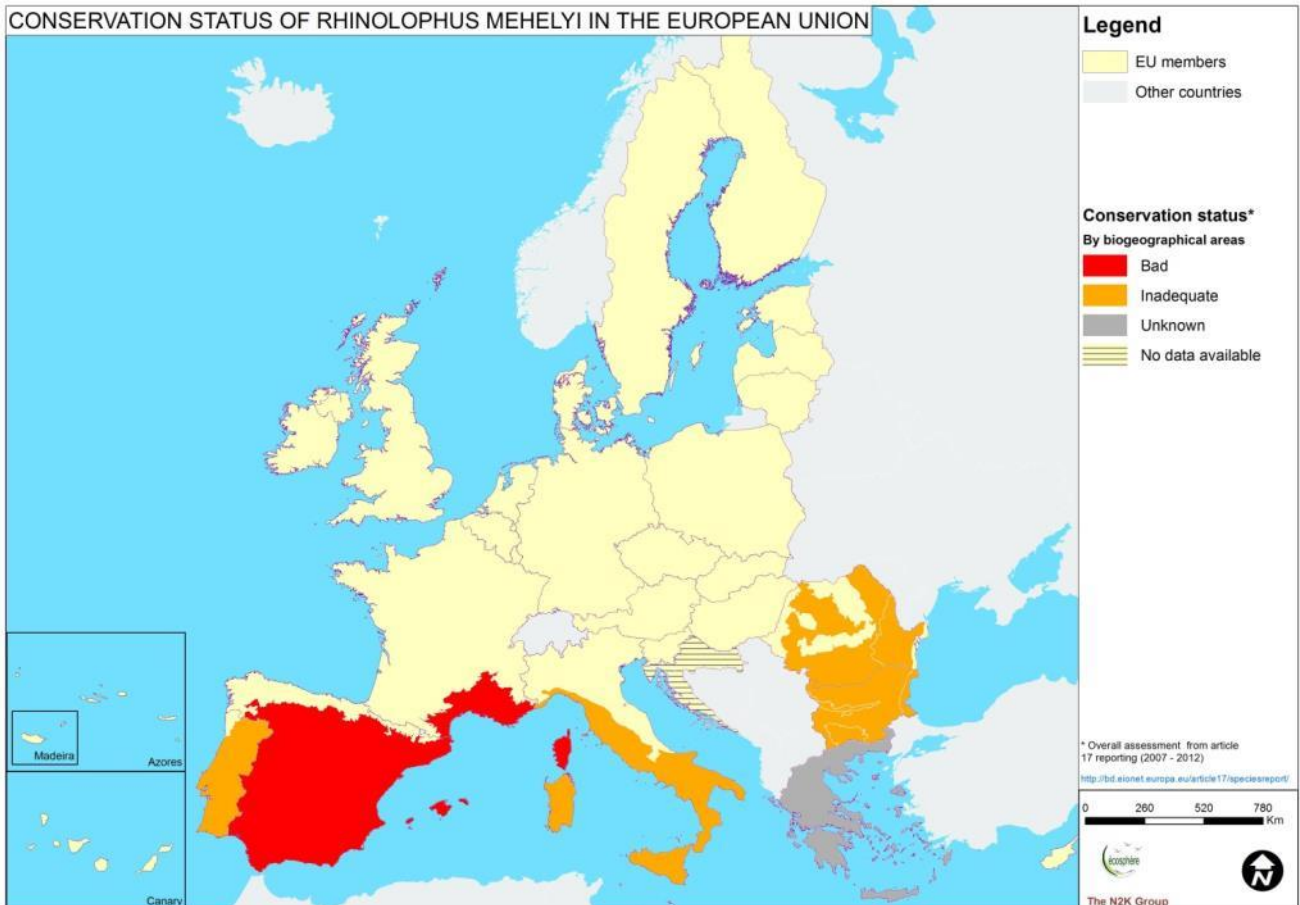 CONSERVATION STATUS OF RHINOLOPHUS MEHELYI IN THE EUROPEAN UNION
Legend
EU members
Other countries
Conservation status*
By biogeographical areas
Bad
Inadequate
Unknown
No data available
Madeira
Azores
Canary
* Overall assessment from article
17 reporting (2007 - 2012)
http://bd.eionet.europa.eu/article17/speciesreport/
0 260 520 780
Km
écosphère
N
The N2K Group